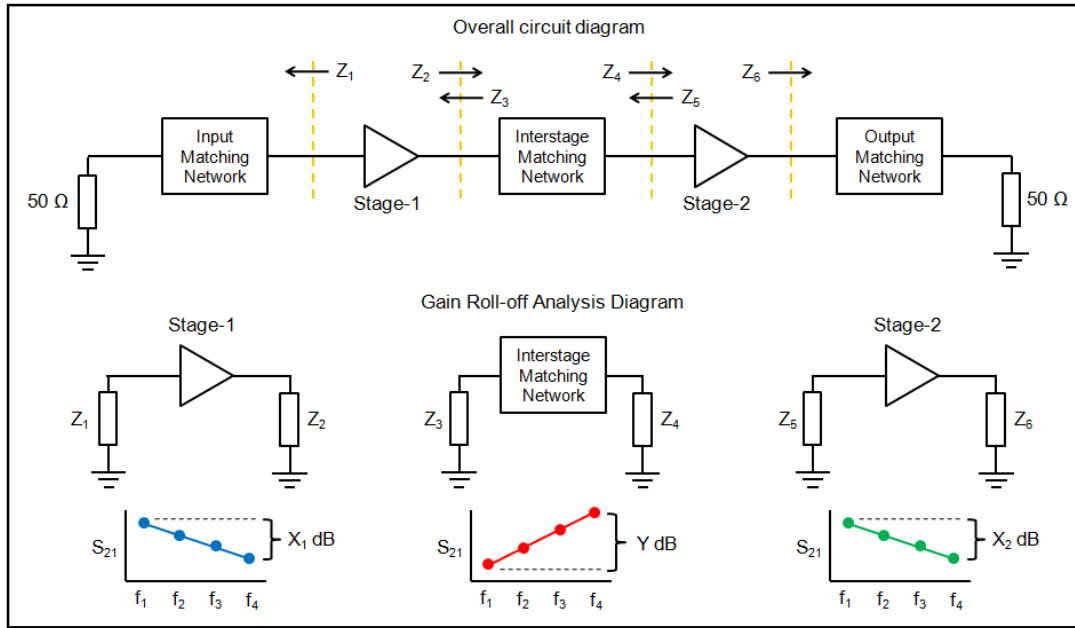 Overall circuit diagram
Z1
Z2
Z4
Z6
Z3
Z5
Input
Matching
Network
Interstage
Matching
Network
Output
Matching
Network
50 Ω
Stage-1
Stage-2
50 Ω
Gain Roll-off Analysis Diagram
Stage-1
Interstage
Matching
Network
Stage-2
Z1
Z2
Z3
Z4
Z5
Z6
S21
X1 dB
S21
Y dB
S21
X2 dB
f1 f2 f3 f4
f1 f2 f3 f4
f1 f2 f3 f4